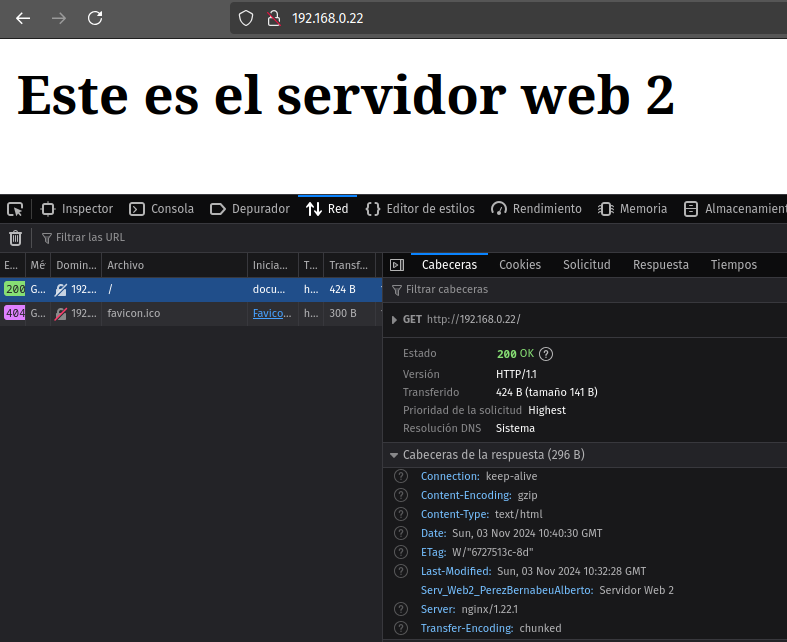 192.168.0.22
Este es el servidor web 2
Inspector Consola Depurador Red Editor de estilos Rendimiento Memoria Almacenamient
Filtrar las URL
E... Mé Domin... Archivo Inicia... T... Transf...
200 G... 192.... / docu... h... 424 B
404 G... 192.... favicon.ico Favico... h... 300 B
Cabeceras Cookies Solicitud Respuesta Tiempos
Filtrar cabeceras
GET http://192.168.0.22/
Estado 200 OK ?
Versión HTTP/1.1
Transferido 424 B (tamaño 141 B)
Prioridad de la solicitud Highest
Resolución DNS Sistema
Cabeceras de la respuesta (296 B)
? Connection: keep-alive
? Content-Encoding: gzip
? Content-Type: text/html
? Date: Sun, 03 Nov 2024 10:40:30 GMT
? ETag: W/"6727513c-8d"
? Last-Modified: Sun, 03 Nov 2024 10:32:28 GMT
Serv_Web2_PerezBernabeuAlberto: Servidor Web 2
? Server: nginx/1.22.1
? Transfer-Encoding: chunked